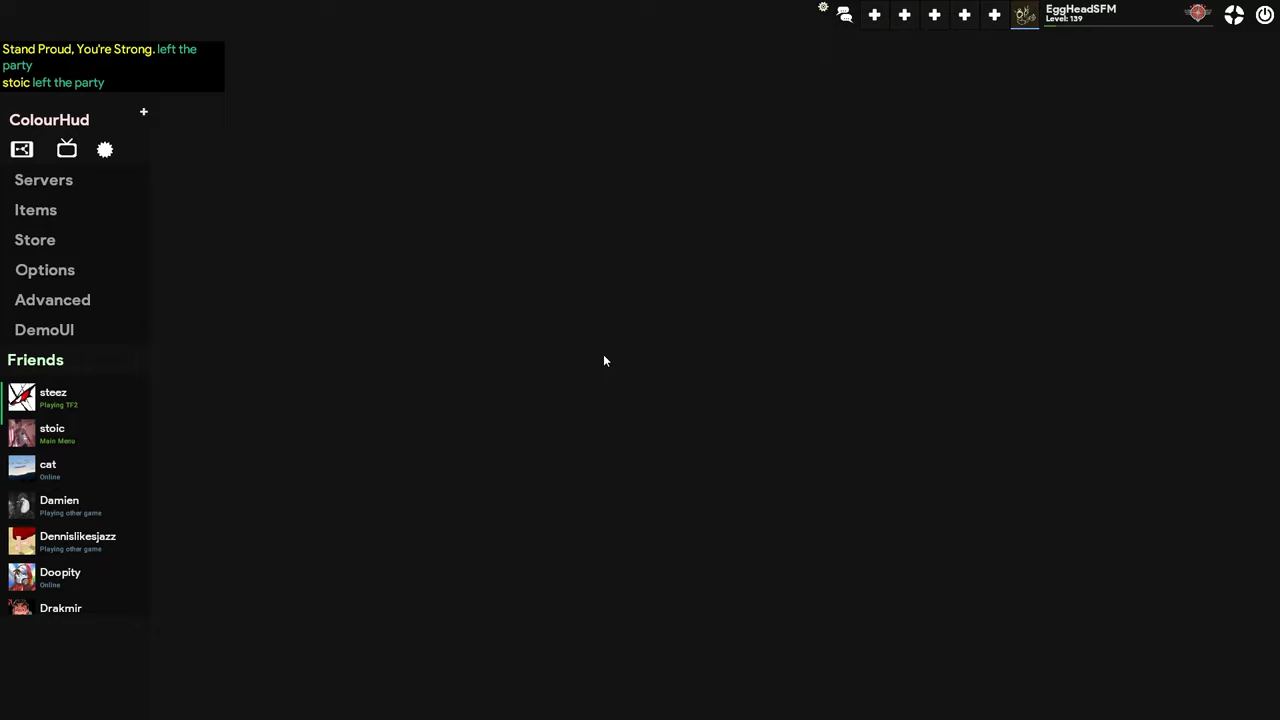 EggHeadSFM
Level: 139
Stand Proud, You're Strong. left the
party
stoic left the party
ColourHud
Servers
Items
Store
Options
Advanced
DemoUI
Friends
steez
Playing TF2
stoic
Main Menu
cat
Online
Damien
Playing other game
Dennislikesjazz
Playing other game
Doopity
Online
Drakmir